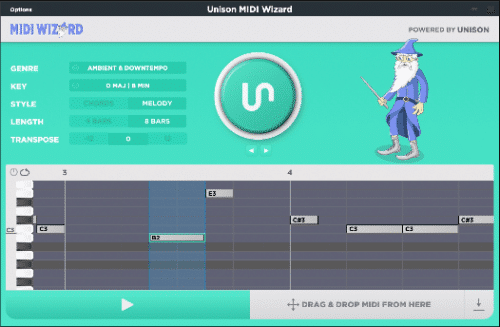 Options
Unison MIDI Wizard
MIDI WIZARD
POWERED BY UNISON
GENRE
AMBIENT & DOWNTEMPO
KEY
D MAJ | B MIN
STYLE
CHORDS MELODY
LENGTH
4 BARS 8 BARS
TRANSPOSE
0
3 4
E3
C#3 C#3
C3 C3 C3 C3
B2
DRAG & DROP MIDI FROM HERE